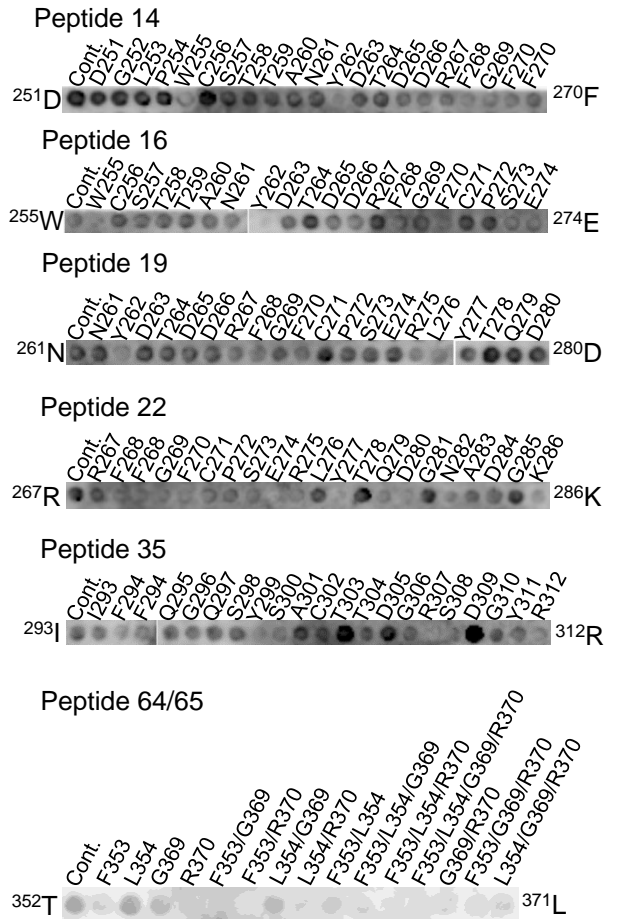 Peptide 14
Cont. D251 G252 L253 P254 W255 C256 S257 T258 T259 A260 N261 Y262 D263 T264 D265 D266 R267 F268 G269 F270 F270
251D 270F
Peptide 16
Cont. W255 C256 S257 T258 T259 A260 N261 Y262 D263 T264 D265 D266 R267 F268 G269 F270 C271 P272 S273 E274
255W 274E
Peptide 19
Cont. N261 Y262 D263 T264 D265 D266 R267 F268 G269 F270 C271 P272 S273 E274 R275 L276 Y277 T278 Q279 D280
261N 280D
Peptide 22
Cont. R267 F268 F268 G269 F270 C271 P272 S273 E274 R275 L276 Y277 T278 Q279 D280 G281 N282 A283 D284 G285 K286
267R 286K
Peptide 35
Cont. I293 F294 F294 Q295 G296 Q297 S298 Y299 S300 A301 C302 T303 T304 D305 G306 R307 S308 D309 G310 Y311 R312
293I 312R
Peptide 64/65
Cont. F353 L354 G369 R370 F353/G369 F353/R370 L354/G369 L354/R370 F353/L354 F353/L354/G369 F353/L354/R370 F353/L354/G369/R370 G369/R370 F353/G369/R370 L354/G369/R370
352T 371L